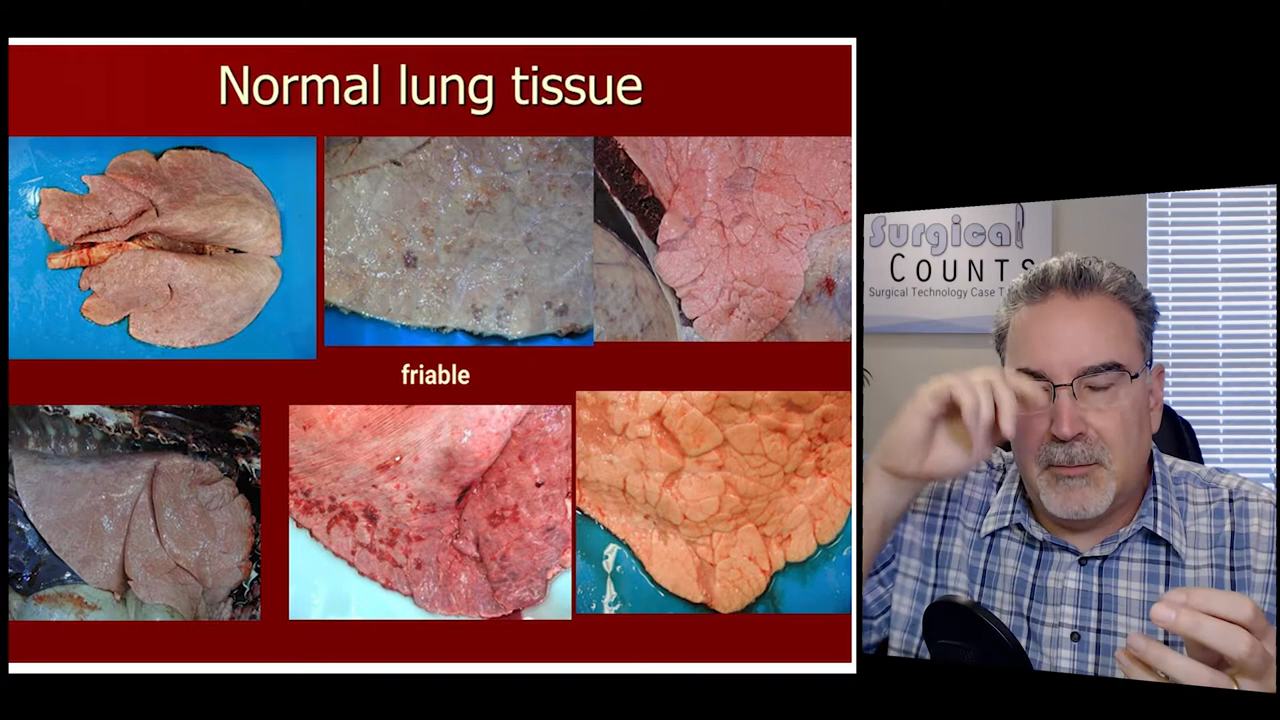 Normal lung tissue
friable
Surgical
COUNTS
Surgical Technology Case T